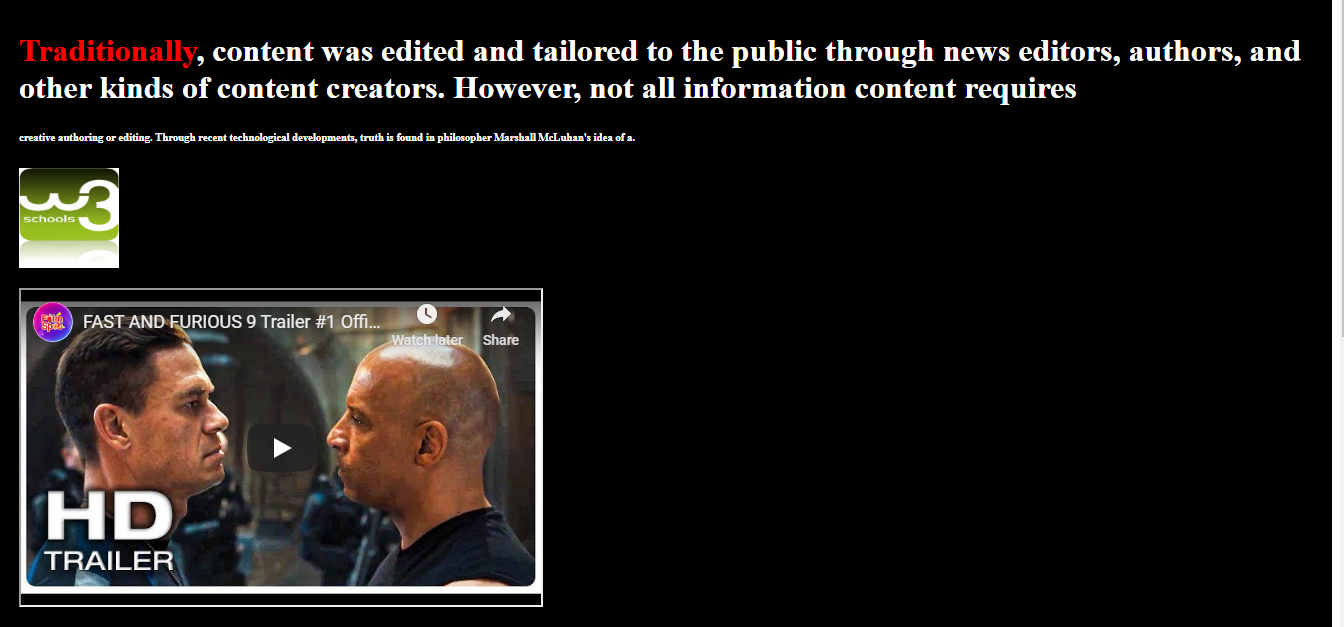 Traditionally, content was edited and tailored to the public through news editors, authors, and
other kinds of content creators. However, not all information content requires
creative authoring or editing. Through recent technological developments, truth is found in philosopher Marshall McLuhan's idea of a.
w3
schools
FAST AND FURIOUS 9 Trailer #1 Offi...
Watch later
Share
HD
TRAILER